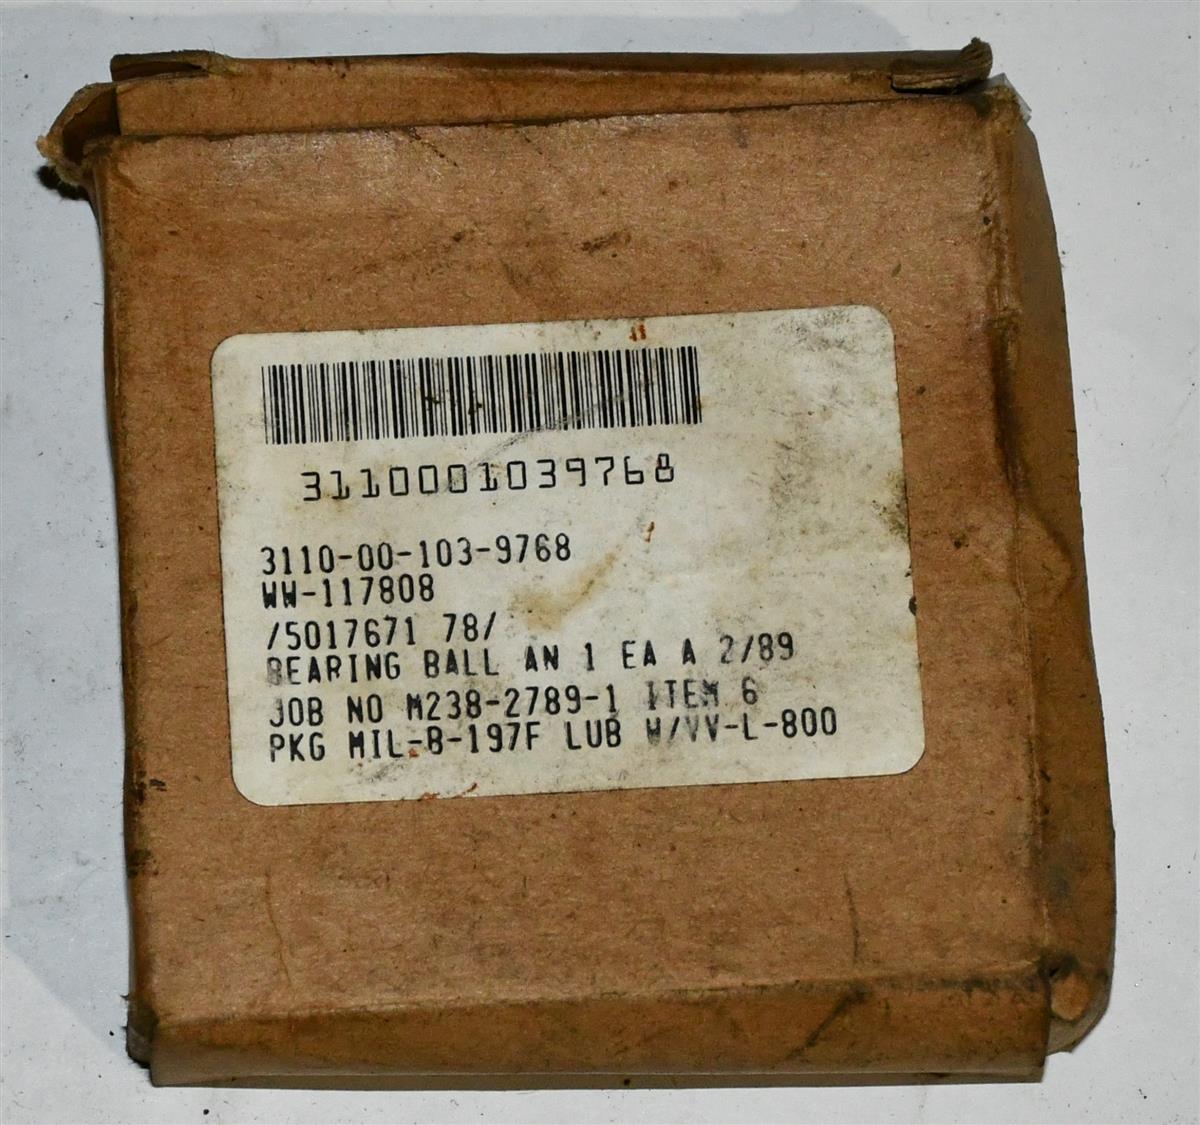 3110001039768
3110-00-103-9768
WW-117808
/5017671 78/
BEARING BALL AN 1 EA A 2/89
JOB NO M238-2789-1 ITEM 6
PKG MIL-B-197F LUB W/VV-L-800